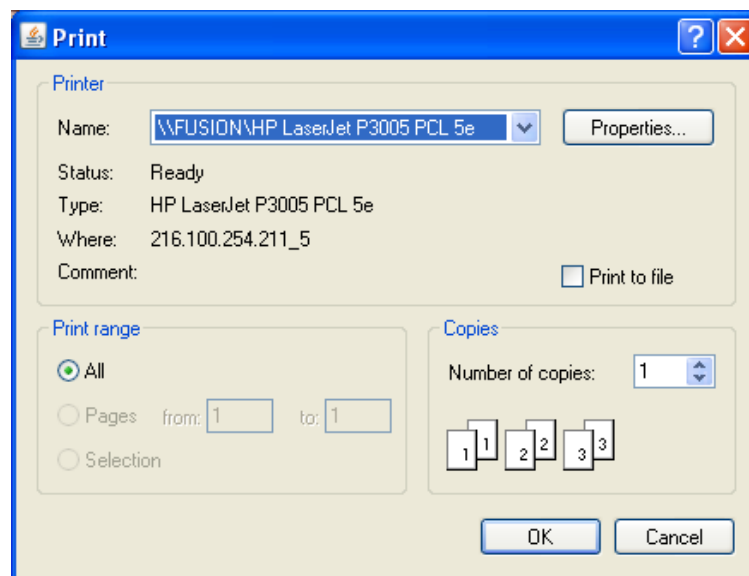 Print
Printer
Name: \\FUSION\HP LaserJet P3005 PCL 5e Properties...
Status: Ready
Type: HP LaserJet P3005 PCL 5e
Where: 216.100.254.211_5
Comment: Print to file
Print range
All
Pages from: 1 to: 1
Selection
Copies
Number of copies: 1
1 1 2 2 3 3
OK Cancel